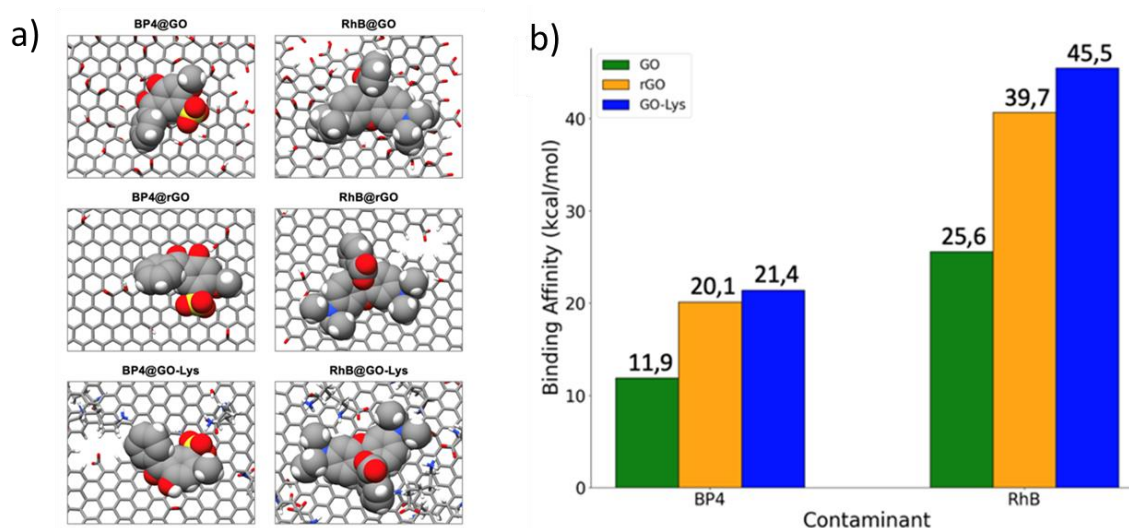 a)
BP4@GO
RhB@GO
BP4@rGO
RhB@rGO
BP4@GO-Lys
RhB@GO-Lys
b)
GO
rGO
GO-Lys
Binding Affinity (kcal/mol)
40
30
20
10
0
11,9
20,1
21,4
25,6
39,7
45,5
BP4
RhB
Contaminant